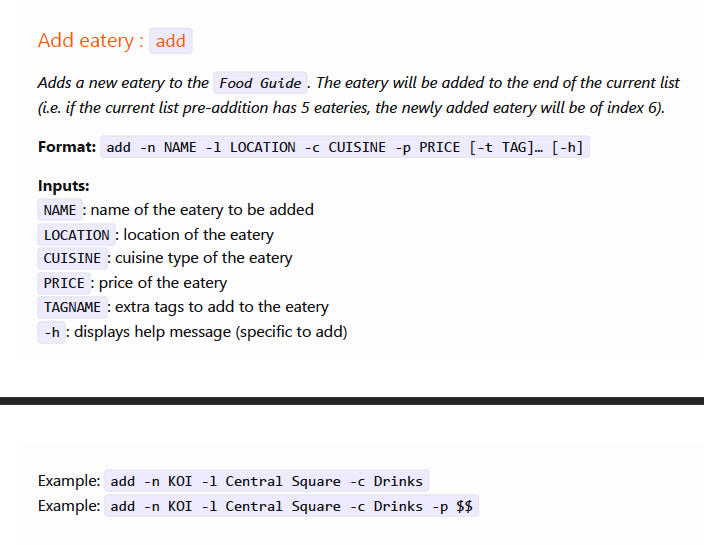 Add eatery : add
Adds a new eatery to the Food Guide. The eatery will be added to the end of the current list
(i.e. if the current list pre-addition has 5 eateries, the newly added eatery will be of index 6).
Format: add -n NAME -l LOCATION -c CUISINE -p PRICE [-t TAG]… [-h]
Inputs:
NAME : name of the eatery to be added
LOCATION : location of the eatery
CUISINE : cuisine type of the eatery
PRICE : price of the eatery
TAGNAME : extra tags to add to the eatery
-h : displays help message (specific to add)
Example: add -n KOI -l Central Square -c Drinks
Example: add -n KOI -l Central Square -c Drinks -p $$